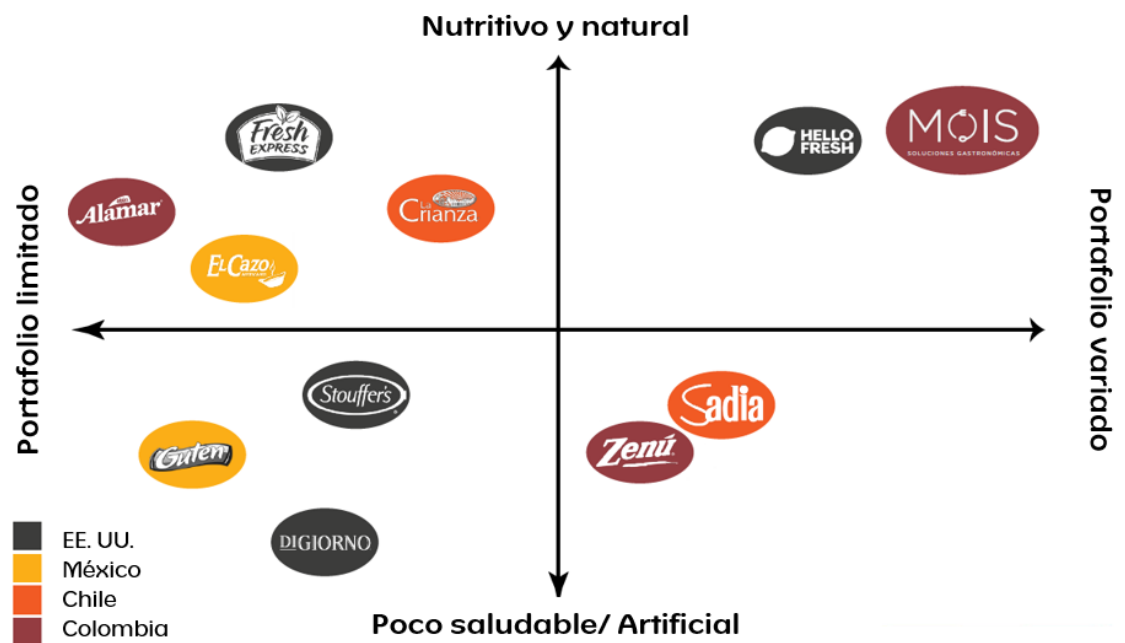 Nutritivo y natural
Fresh
EXPRESS
HELLO
FRESH
MOIS
SOLUCIONES GASTRONÓMICAS
Alamar
La
Crianza
EL CAZO
Portafolio limitado
Portafolio variado
Stouffer's
Sadia
Guten
Zenú
DIGIORNO
EE. UU.
México
Chile
Colombia
Poco saludable/ Artificial